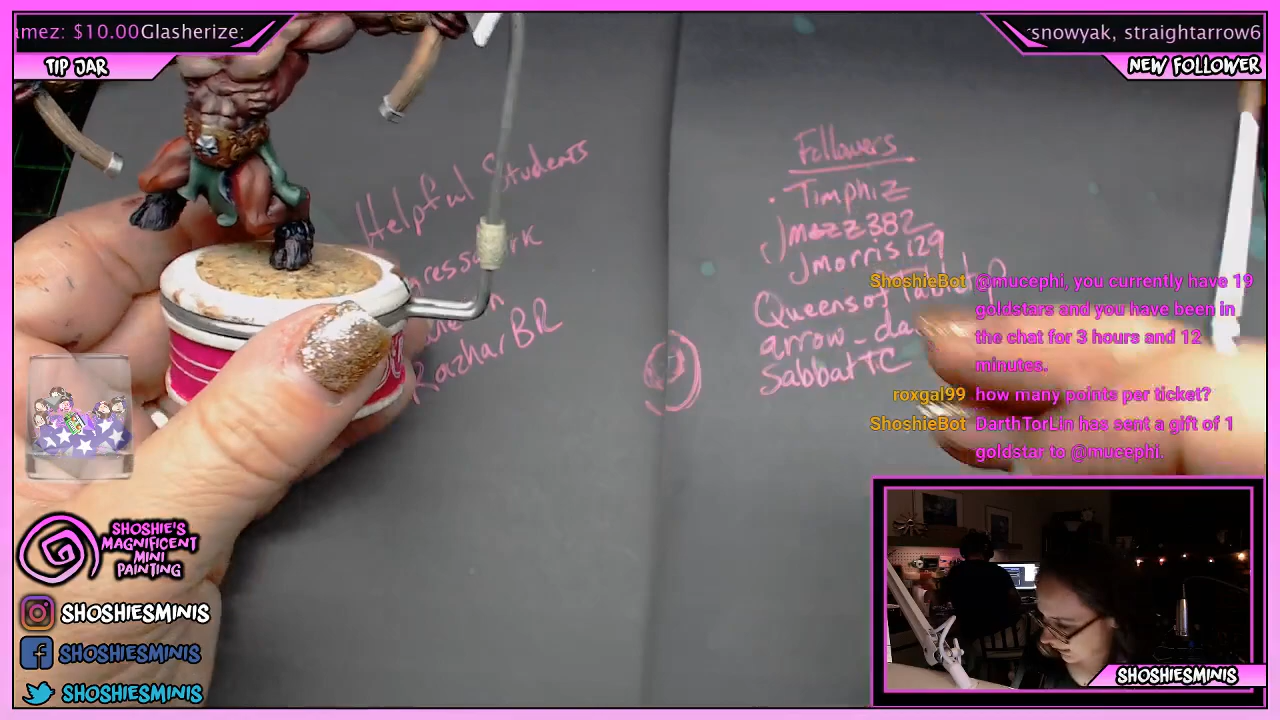 amez: $10.00Glasherize:
TIP JAR
snowyak, straightarrow6
NEW FOLLOWER
Helpful Students
RazharBR
Followers
. Timphiz
Jmezz382
Jmorris129
Queensof
arrow_da
SabbatTC
ShoshieBot @mucephi, you currently have 19
goldstars and you have been in
the chat for 3 hours and 12
minutes.
roxgal99 how many points per ticket?
ShoshieBot DarthTorLin has sent a gift of 1
goldstar to @mucephi.
SHOSHIE'S
MAGNIFICENT
MINI
PAINTING
SHOSHIESMINIS
SHOSHIESMINIS
SHOSHIESMINIS
SHOSHIESMINIS